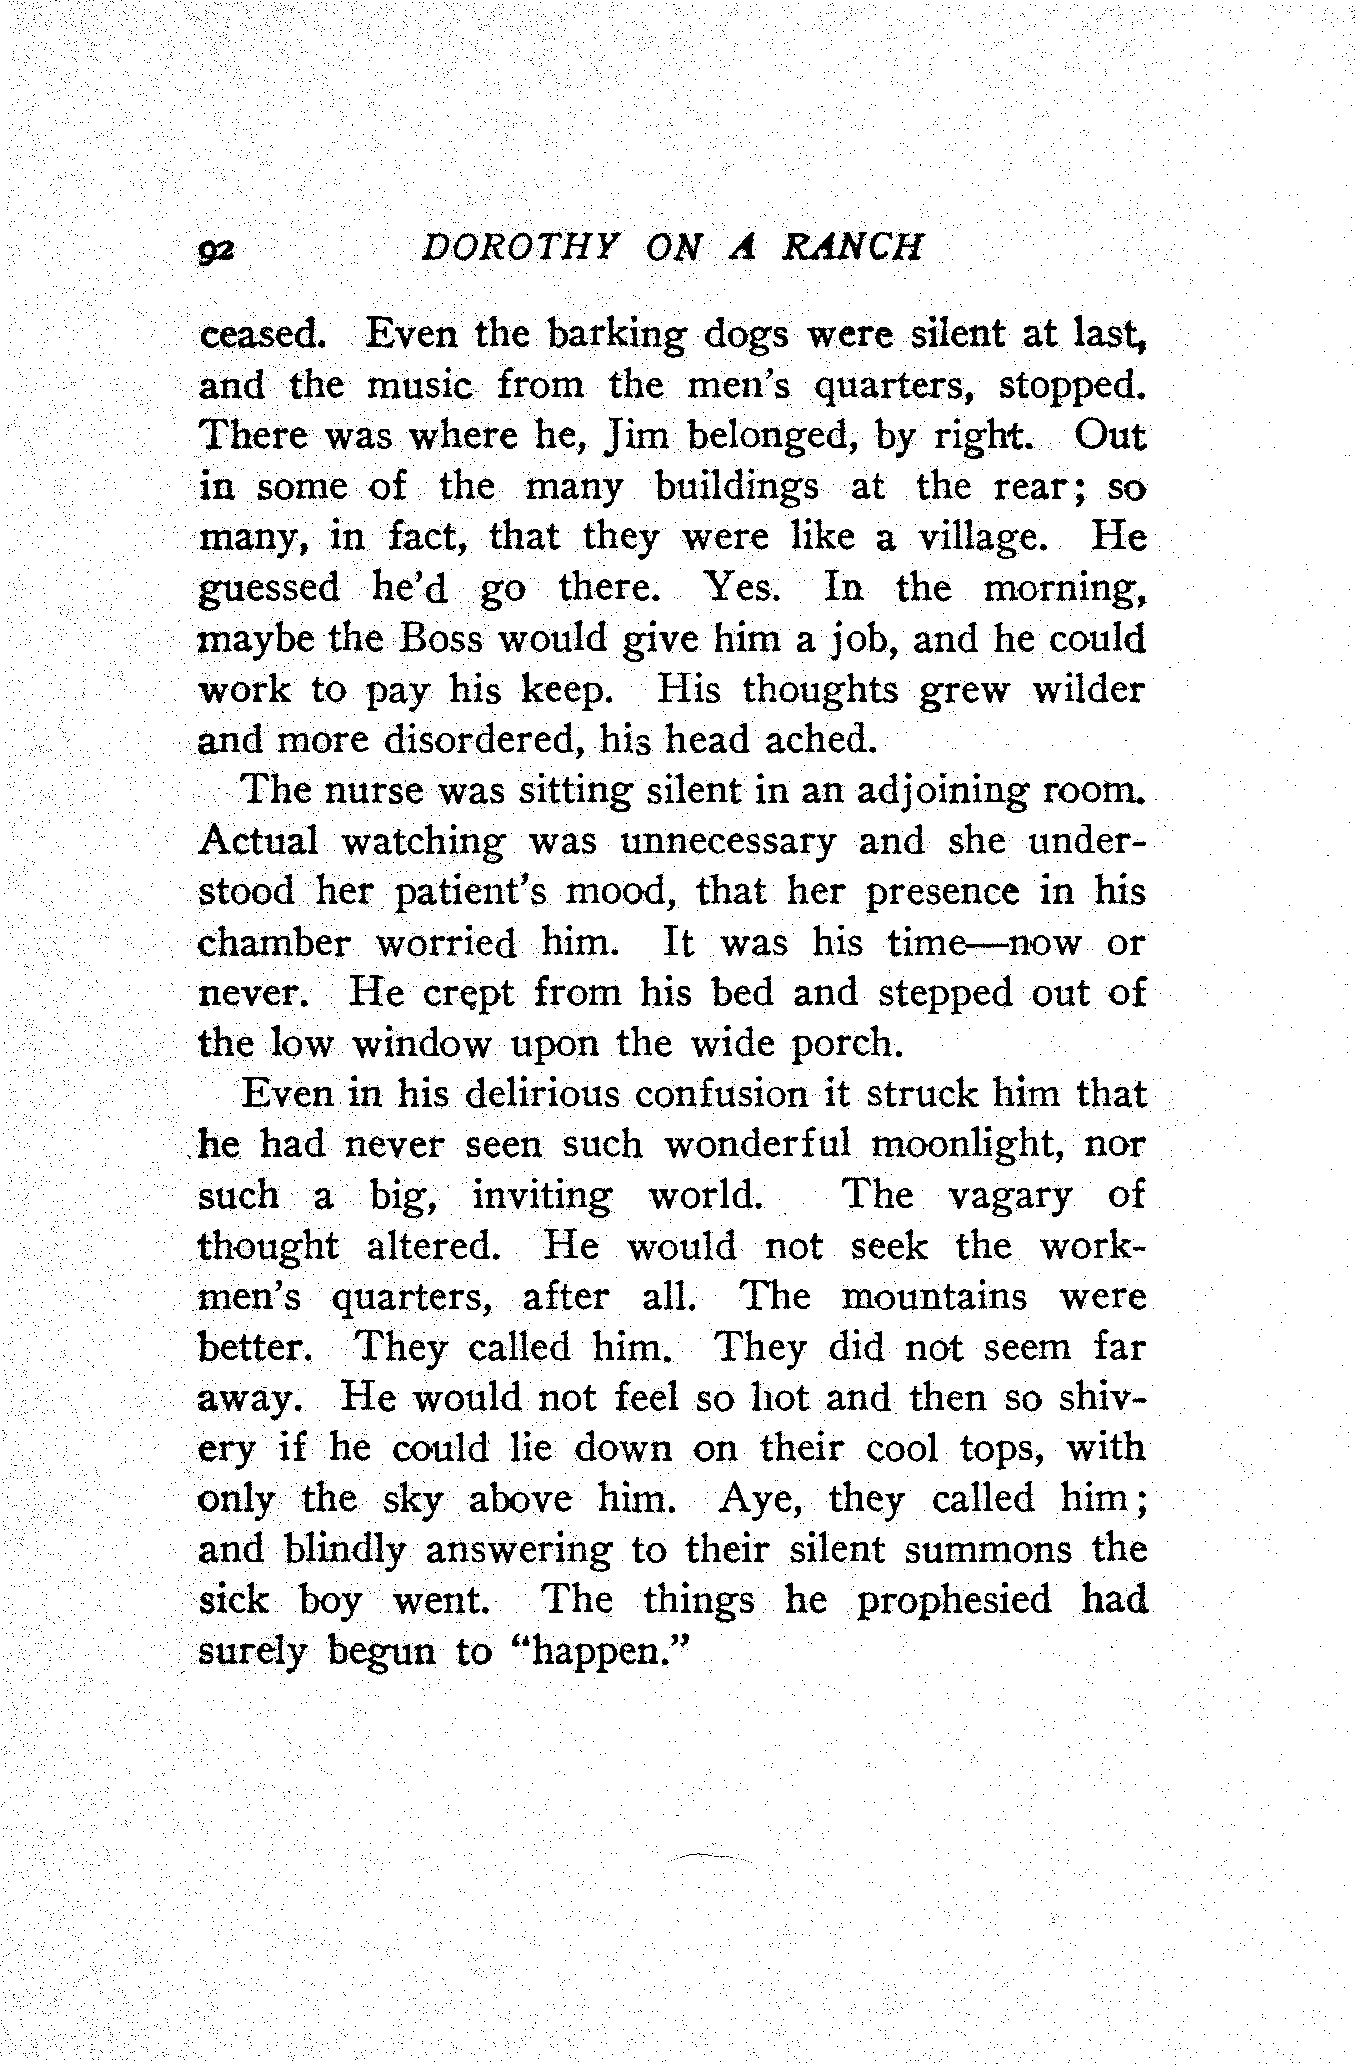 92 DOROTHY ON A RANCH
ceased. Even the barking dogs were silent at last,
and the music from the men's quarters, stopped.
There was where he, Jim belonged, by right. Out
in some of the many buildings at the rear; so
many, in fact, that they were like a village. He
guessed he'd go there. Yes. In the morning,
maybe the Boss would give him a job, and he could
work to pay his keep. His thoughts grew wilder
and more disordered, his head ached.
The nurse was sitting silent in an adjoining room.
Actual watching was unnecessary and she under-
stood her patient's mood, that her presence in his
chamber worried him. It was his time—now or
never. He crept from his bed and stepped out of
the low window upon the wide porch.
Even in his delirious confusion it struck him that
he had never seen such wonderful moonlight, nor
such a big, inviting world. The vagary of
thought altered. He would not seek the work-
men's quarters, after all. The mountains were
better. They called him. They did not seem far
away. He would not feel so hot and then so shiv-
ery if he could lie down on their cool tops, with
only the sky above him. Aye, they called him;
and blindly answering to their silent summons the
sick boy went. The things he prophesied had
surely begun to "happen."